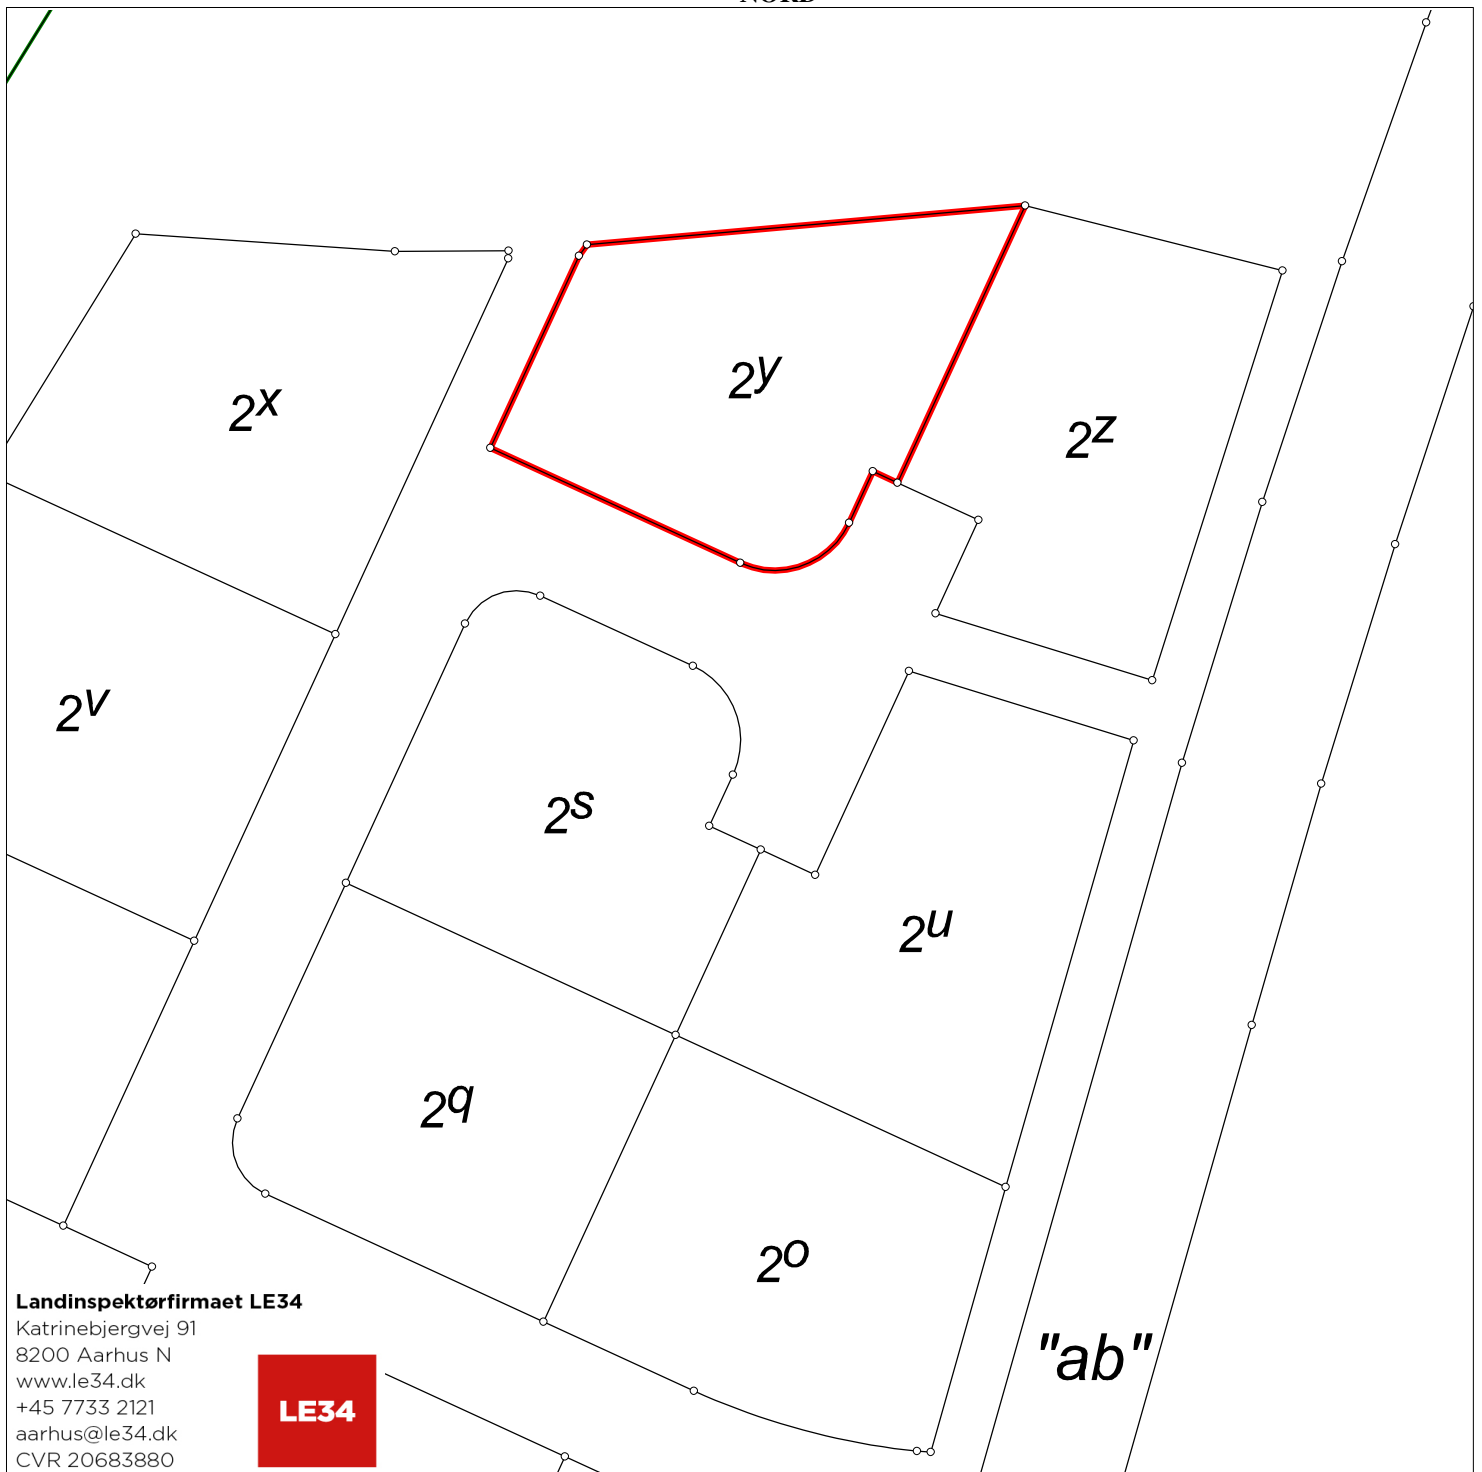 NORD
2y
2x
2z
2v
2s
2u
2q
2o
"ab"
Landinspektørfirmaet LE34
Katrinebjergvej 91
8200 Aarhus N
www.le34.dk
+45 7733 2121
aarhus@le34.dk
CVR 20683880
LE34